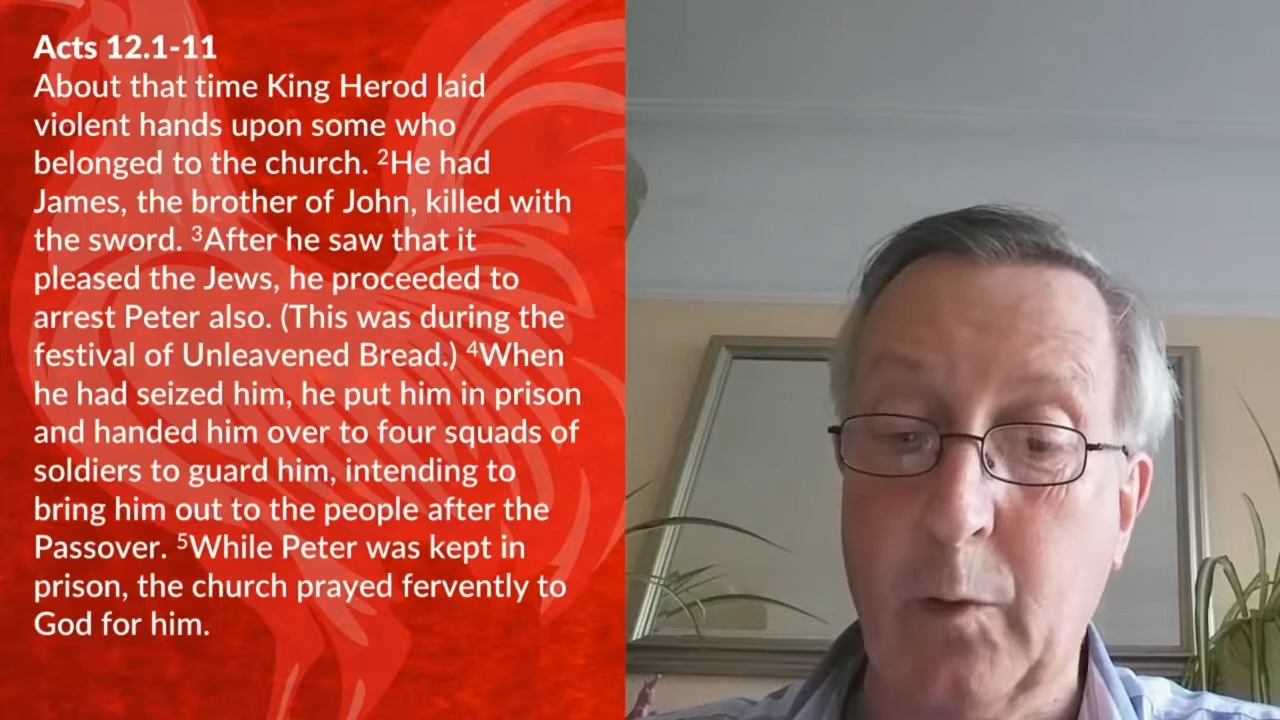 Acts 12.1-11
About that time King Herod laid
violent hands upon some who
belonged to the church. ²He had
James, the brother of John, killed with
the sword. ³After he saw that it
pleased the Jews, he proceeded to
arrest Peter also. (This was during the
festival of Unleavened Bread.) ⁴When
he had seized him, he put him in prison
and handed him over to four squads of
soldiers to guard him, intending to
bring him out to the people after the
Passover. ⁵While Peter was kept in
prison, the church prayed fervently to
God for him.